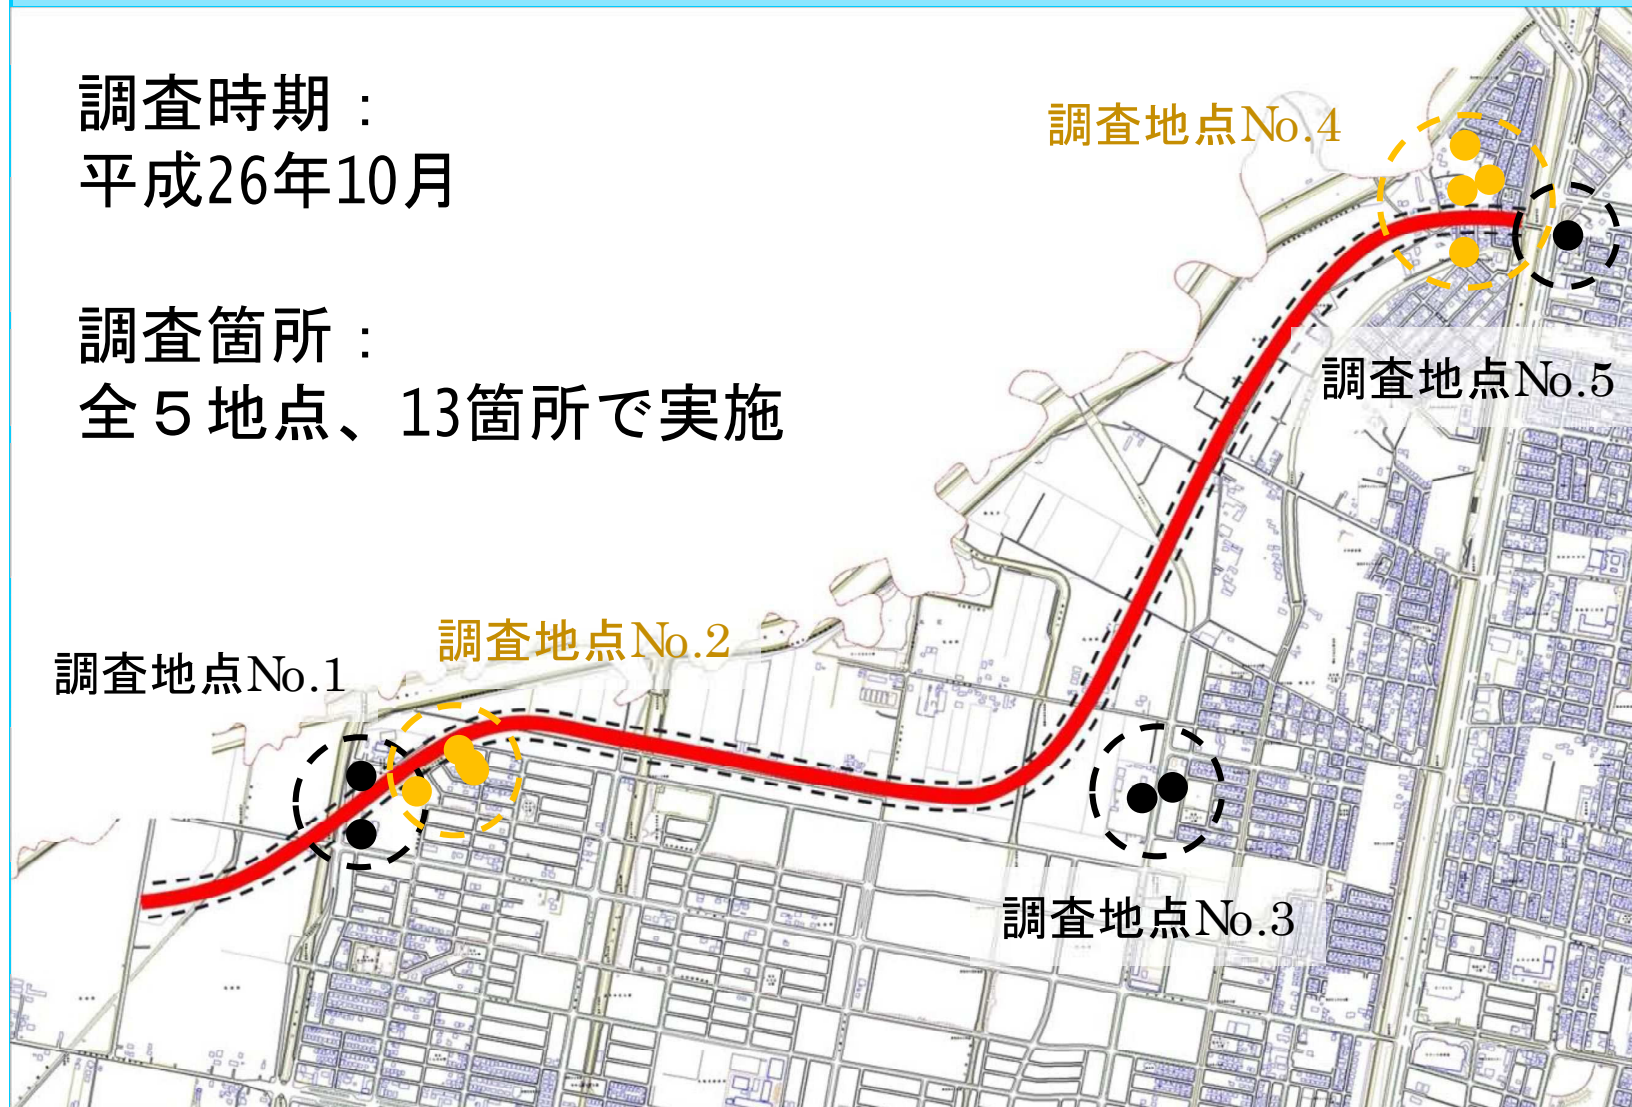 調査時期：
平成26年10月
調査箇所：
全５地点、13箇所で実施
調査地点No.4
調査地点No.5
調査地点No.2
調査地点No.1
調査地点No.3